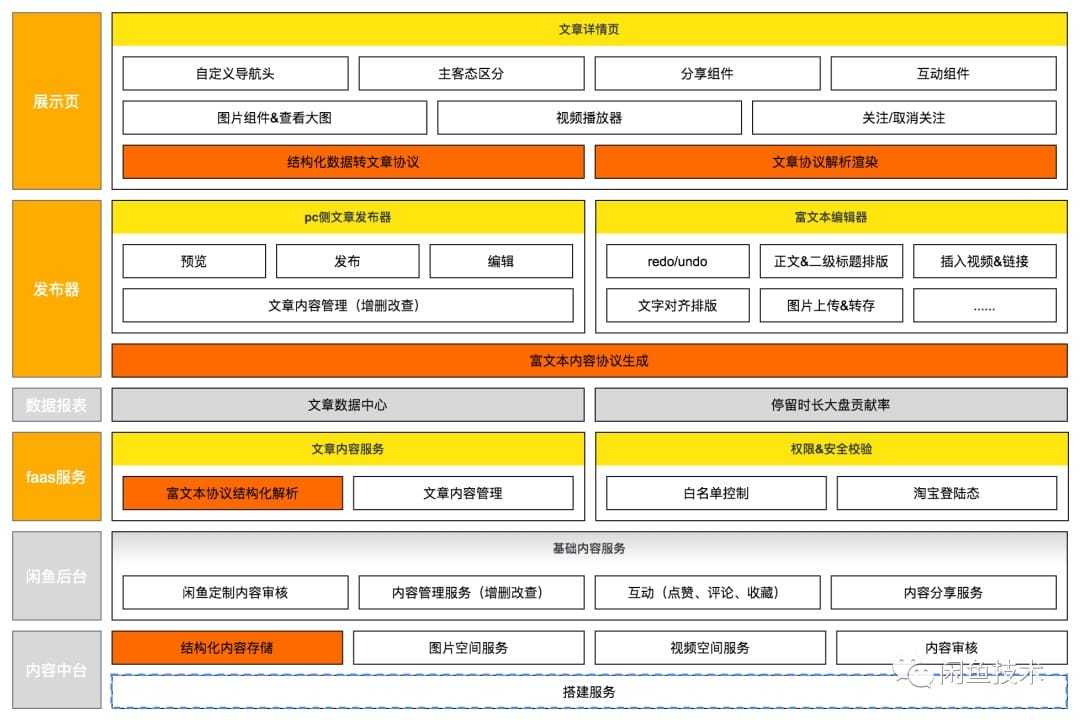 展示页
文章详情页
自定义导航头
主客态区分
分享组件
互动组件
图片组件&查看大图
视频播放器
关注/取消关注
结构化数据转文章协议
文章协议解析渲染
发布器
pc侧文章发布器
预览
发布
编辑
文章内容管理（增删改查）
富文本编辑器
redo/undo
正文&二级标题排版
插入视频&链接
文字对齐排版
图片上传&转存
......
富文本内容协议生成
数据报表
文章数据中心
停留时长大盘贡献率
faas服务
文章内容服务
富文本协议结构化解析
文章内容管理
权限&安全校验
白名单控制
淘宝登陆态
闲鱼后台
基础内容服务
闲鱼定制内容审核
内容管理服务（增删改查）
互动（点赞、评论、收藏）
内容分享服务
内容中台
结构化内容存储
图片空间服务
视频空间服务
内容审核
搭建服务
闲鱼技术